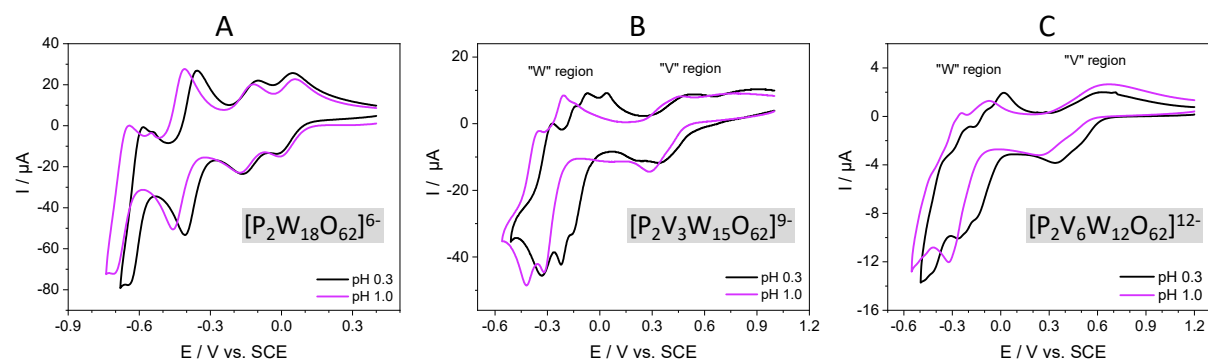 A
I / µA
40
20
0
-20
-40
-60
-80
-0.9
-0.6
-0.3
0.0
0.3
E / V vs. SCE
[P2W18O62]6-
pH 0.3
pH 1.0
B
I / µA
20
0
-20
-40
-0.6
-0.3
0.0
0.3
0.6
0.9
1.2
E / V vs. SCE
"W" region
"V" region
[P2V3W15O62]9-
pH 0.3
pH 1.0
C
I / µA
12
8
4
0
-4
-8
-12
-16
-0.6
-0.3
0.0
0.3
0.6
0.9
1.2
E / V vs. SCE
"W" region
"V" region
[P2V6W12O62]12-
pH 0.3
pH 1.0